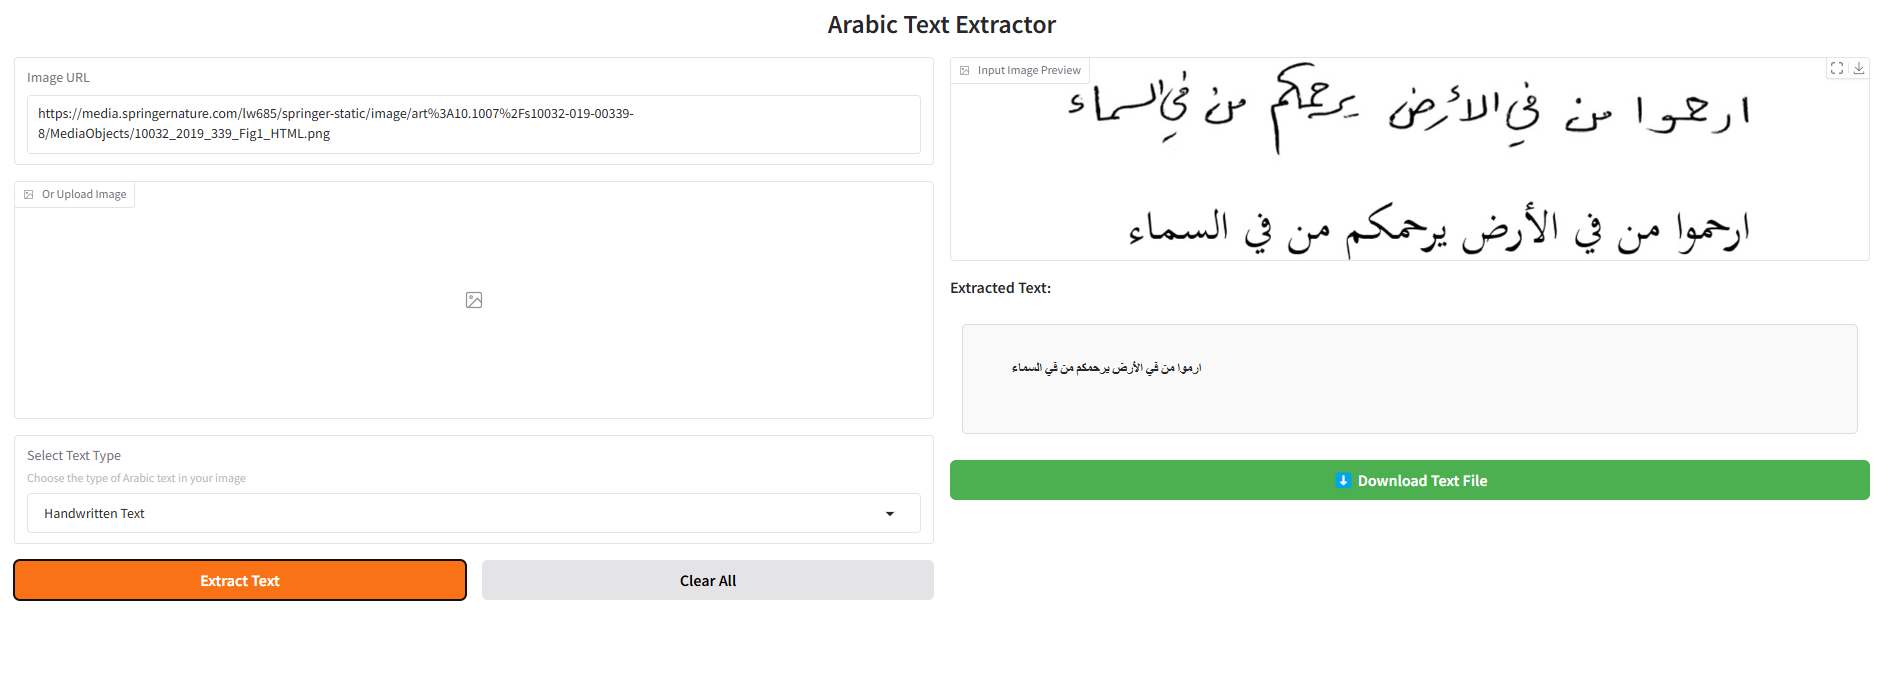 Arabic Text Extractor
Image URL
https://media.springernature.com/lw685/springer-static/image/art%3A10.1007%2Fs10032-019-00339-
8/MediaObjects/10032_2019_339_Fig1_HTML.png
Or Upload Image
Select Text Type
Choose the type of Arabic text in your image
Handwritten Text
Extract Text
Clear All
Input Image Preview
ارحموا من في الأرض يرحمكم من في السماء
ارحموا من في الأرض يرحمكم من في السماء
Extracted Text:
ارموا من في الأرض يرحمكم من في السماء
Download Text File